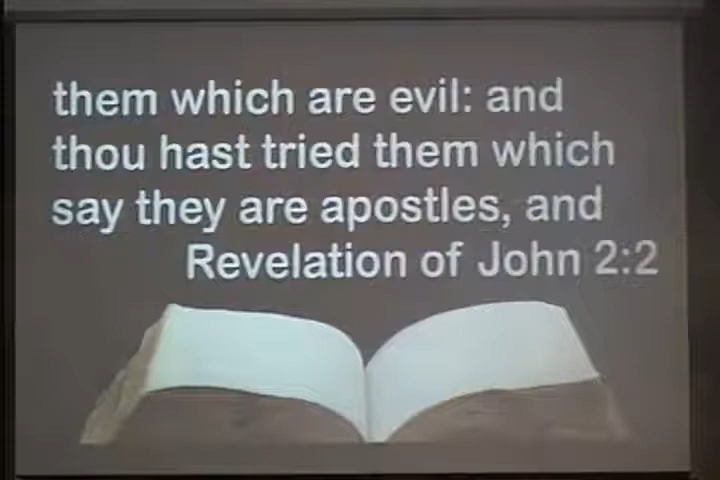 them which are evil: and
thou hast tried them which
say they are apostles, and
Revelation of John 2:2